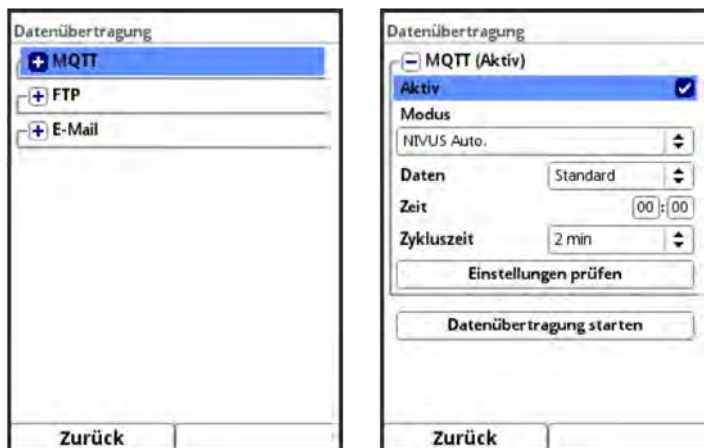 Datenübertragung
MQTT
FTP
E-Mail
Zurück
Datenübertragung
MQTT (Aktiv)
Aktiv
Modus
NIVUS Auto.
Daten Standard
Zeit 00:00
Zykluszeit 2 min
Einstellungen prüfen
Datenübertragung starten
Zurück